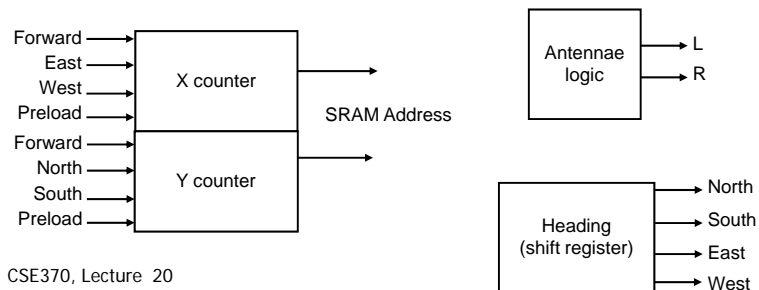 Forward
East
West
Preload
X counter
Forward
North
South
Preload
Y counter
SRAM Address
Antennae
logic
L
R
Heading
(shift register)
North
South
East
West
CSE370, Lecture 20